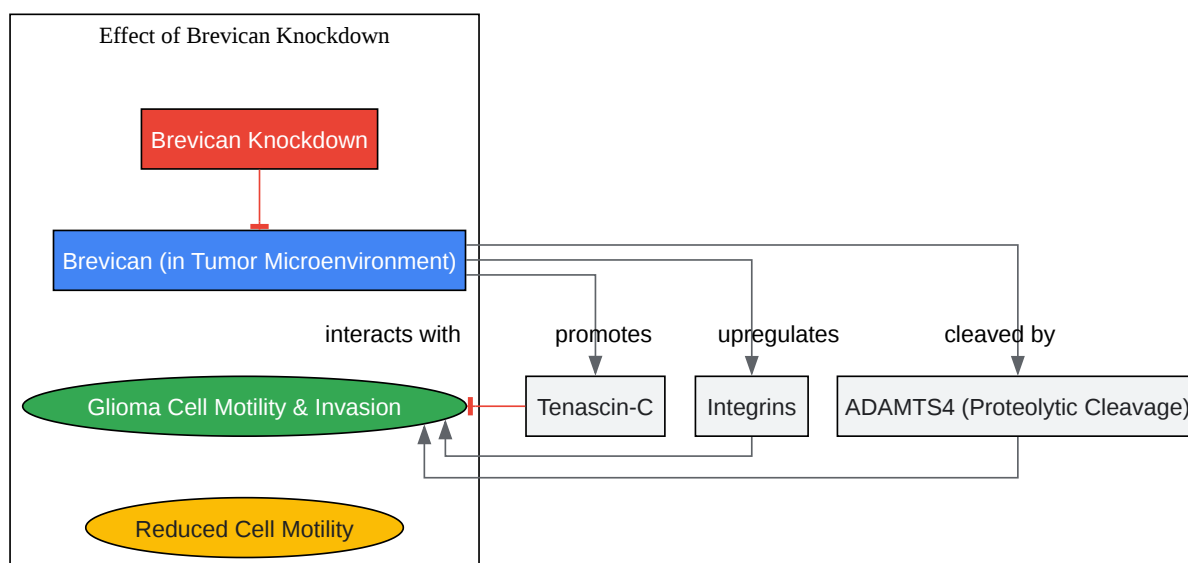 Effect of Brevican Knockdown
Brevican Knockdown
Brevican (in Tumor Microenvironment)
interacts with
promotes
upregulates
cleaved by
Glioma Cell Motility & Invasion
Tenascin-C
Integrins
ADAMTS4 (Proteolytic Cleavage)
Reduced Cell Motility